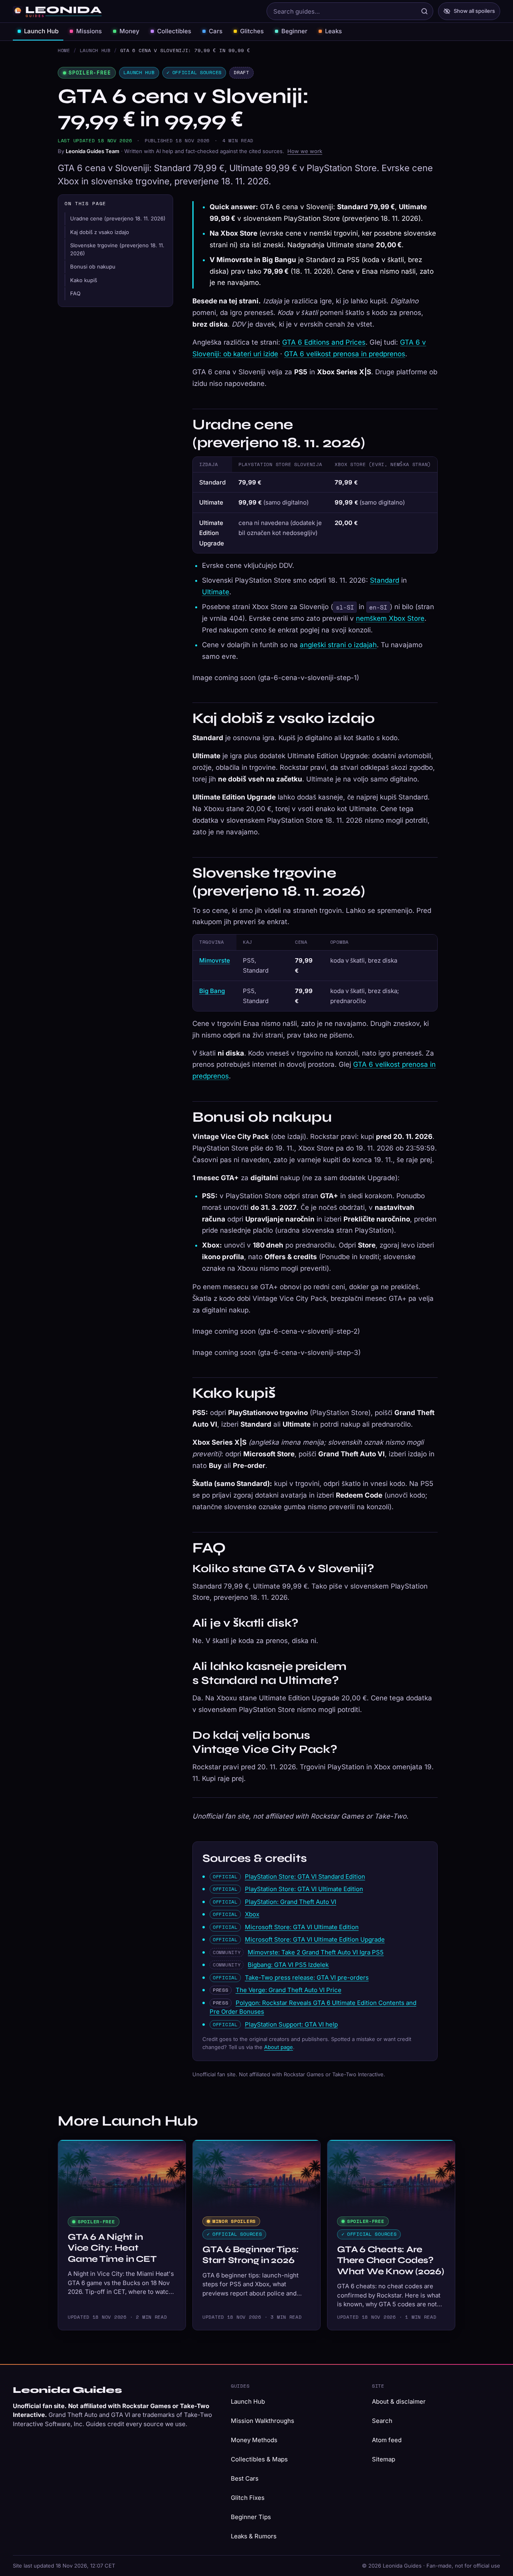 LEONIDA
GUIDES
Search guides...
Show all spoilers
Launch Hub
Missions
Money
Collectibles
Cars
Glitches
Beginner
Leaks
HOME / LAUNCH HUB / GTA 6 CENA V SLOVENIJI: 79,99 € IN 99,99 €
SPOILER-FREE
LAUNCH HUB
✓ OFFICIAL SOURCES
DRAFT
GTA 6 cena v Sloveniji:
79,99 € in 99,99 €
LAST UPDATED 18 NOV 2026 · PUBLISHED 18 NOV 2026 · 4 MIN READ
By Leonida Guides Team · Written with AI help and fact-checked against the cited sources. How we work
GTA 6 cena v Sloveniji: Standard 79,99 €, Ultimate 99,99 € v PlayStation Store. Evrske cene
Xbox in slovenske trgovine, preverjeno 18. 11. 2026.
ON THIS PAGE
Uradne cene (preverjeno 18. 11. 2026)
Kaj dobiš z vsako izdajo
Slovenske trgovine (preverjeno 18. 11.
2026)
Bonusi ob nakupu
Kako kupiš
FAQ
Quick answer: GTA 6 cena v Sloveniji: Standard 79,99 €, Ultimate
99,99 € v slovenskem PlayStation Store (preverjeno 18. 11. 2026).
Na Xbox Store (evrske cene v nemški trgovini, ker posebne slovenske
strani ni) sta isti zneski. Nadgradnja Ultimate stane 20,00 €.
V Mimovrste in Big Bangu je Standard za PS5 (koda v škatli, brez
diska) prav tako 79,99 € (18. 11. 2026). Cene v Enaa nismo našli, zato
je ne navajamo.
Besede na tej strani. Izdaja je različica igre, ki jo lahko kupiš. Digitalno
pomeni, da igro preneseš. Koda v škatli pomeni škatlo s kodo za prenos,
brez diska. DDV je davek, ki je v evrskih cenah že vštet.
Angleška različica te strani: GTA 6 Editions and Prices. Glej tudi: GTA 6 v
Sloveniji: ob kateri uri izide · GTA 6 velikost prenosa in predprenos.
GTA 6 cena v Sloveniji velja za PS5 in Xbox Series X|S. Druge platforme ob
izidu niso napovedane.
Uradne cene
(preverjeno 18. 11. 2026)
IZDAJA PLAYSTATION STORE SLOVENIJA XBOX STORE (EVRI, NEMŠKA STRAN)
Standard 79,99 € 79,99 €
Ultimate 99,99 € (samo digitalno) 99,99 € (samo digitalno)
Ultimate
Edition
Upgrade
cena ni navedena (dodatek je
bil označen kot nedosegljiv)
20,00 €
Evrske cene vključujejo DDV.
Slovenski PlayStation Store smo odprli 18. 11. 2026: Standard in
Ultimate.
Posebne strani Xbox Store za Slovenijo ( sl-SI in en-SI ) ni bilo (stran
je vrnila 404). Evrske cene smo zato preverili v nemškem Xbox Store.
Pred nakupom ceno še enkrat poglej na svoji konzoli.
Cene v dolarjih in funtih so na angleški strani o izdajah. Tu navajamo
samo evre.
Image coming soon (gta-6-cena-v-sloveniji-step-1)
Kaj dobiš z vsako izdajo
Standard je osnovna igra. Kupiš jo digitalno ali kot škatlo s kodo.
Ultimate je igra plus dodatek Ultimate Edition Upgrade: dodatni avtomobili,
orožje, oblačila in trgovine. Rockstar pravi, da stvari odklepaš skozi zgodbo,
torej jih ne dobiš vseh na začetku. Ultimate je na voljo samo digitalno.
Ultimate Edition Upgrade lahko dodaš kasneje, če najprej kupiš Standard.
Na Xboxu stane 20,00 €, torej v vsoti enako kot Ultimate. Cene tega
dodatka v slovenskem PlayStation Store 18. 11. 2026 nismo mogli potrditi,
zato je ne navajamo.
Slovenske trgovine
(preverjeno 18. 11. 2026)
To so cene, ki smo jih videli na straneh trgovin. Lahko se spremenijo. Pred
nakupom jih preveri še enkrat.
TRGOVINA KAJ CENA OPOMBA
Mimovrste PS5,
Standard
79,99
€
koda v škatli, brez diska
Big Bang PS5,
Standard
79,99
€
koda v škatli, brez diska;
prednaročilo
Cene v trgovini Enaa nismo našli, zato je ne navajamo. Drugih zneskov, ki
jih nismo odprli na živi strani, prav tako ne pišemo.
V škatli ni diska. Kodo vneseš v trgovino na konzoli, nato igro preneseš. Za
prenos potrebuješ internet in dovolj prostora. Glej GTA 6 velikost prenosa in
predprenos.
Bonusi ob nakupu
Vintage Vice City Pack (obe izdaji). Rockstar pravi: kupi pred 20. 11. 2026.
PlayStation Store piše do 19. 11., Xbox Store pa do 19. 11. 2026 ob 23:59:59.
Časovni pas ni naveden, zato je varneje kupiti do konca 19. 11., še raje prej.
1 mesec GTA+ za digitalni nakup (ne za sam dodatek Upgrade):
PS5: v PlayStation Store odpri stran GTA+ in sledi korakom. Ponudbo
moraš unovčiti do 31. 3. 2027. Če je nočeš obdržati, v nastavitvah
računa odpri Upravljanje naročnin in izberi Prekličite naročnino, preden
pride naslednje plačilo (uradna slovenska stran PlayStation).
Xbox: unovči v 180 dneh po prednaročilu. Odpri Store, zgoraj levo izberi
ikono profila, nato Offers & credits (Ponudbe in krediti; slovenske
oznake na Xboxu nismo mogli preveriti).
Po enem mesecu se GTA+ obnovi po redni ceni, dokler ga ne prekličeš.
Škatla z kodo dobi Vintage Vice City Pack, brezplačni mesec GTA+ pa velja
za digitalni nakup.
Image coming soon (gta-6-cena-v-sloveniji-step-2)
Image coming soon (gta-6-cena-v-sloveniji-step-3)
Kako kupiš
PS5: odpri PlayStationovo trgovino (PlayStation Store), poišči Grand Theft
Auto VI, izberi Standard ali Ultimate in potrdi nakup ali prednaročilo.
Xbox Series X|S (angleška imena menija; slovenskih oznak nismo mogli
preveriti): odpri Microsoft Store, poišči Grand Theft Auto VI, izberi izdajo in
nato Buy ali Pre-order.
Škatla (samo Standard): kupi v trgovini, odpri škatlo in vnesi kodo. Na PS5
se po prijavi zgoraj dotakni avatarja in izberi Redeem Code (unovči kodo;
natančne slovenske oznake gumba nismo preverili na konzoli).
FAQ
Koliko stane GTA 6 v Sloveniji?
Standard 79,99 €, Ultimate 99,99 €. Tako piše v slovenskem PlayStation
Store, preverjeno 18. 11. 2026.
Ali je v škatli disk?
Ne. V škatli je koda za prenos, diska ni.
Ali lahko kasneje preidem
s Standard na Ultimate?
Da. Na Xboxu stane Ultimate Edition Upgrade 20,00 €. Cene tega dodatka
v slovenskem PlayStation Store nismo mogli potrditi.
Do kdaj velja bonus
Vintage Vice City Pack?
Rockstar pravi pred 20. 11. 2026. Trgovini PlayStation in Xbox omenjata 19.
11. Kupi raje prej.
Unofficial fan site, not affiliated with Rockstar Games or Take-Two.
Sources & credits
OFFICIAL PlayStation Store: GTA VI Standard Edition
OFFICIAL PlayStation Store: GTA VI Ultimate Edition
OFFICIAL PlayStation: Grand Theft Auto VI
OFFICIAL Xbox
OFFICIAL Microsoft Store: GTA VI Ultimate Edition
OFFICIAL Microsoft Store: GTA VI Ultimate Edition Upgrade
COMMUNITY Mimovrste: Take 2 Grand Theft Auto VI Igra PS5
COMMUNITY Bigbang: GTA VI PS5 Izdelek
OFFICIAL Take-Two press release: GTA VI pre-orders
PRESS The Verge: Grand Theft Auto VI Price
PRESS Polygon: Rockstar Reveals GTA 6 Ultimate Edition Contents and
Pre Order Bonuses
OFFICIAL PlayStation Support: GTA VI help
Credit goes to the original creators and publishers. Spotted a mistake or want credit
changed? Tell us via the About page.
Unofficial fan site. Not affiliated with Rockstar Games or Take-Two Interactive.
More Launch Hub
SPOILER-FREE
GTA 6 A Night in
Vice City: Heat
Game Time in CET
A Night in Vice City: the Miami Heat's
GTA 6 game vs the Bucks on 18 Nov
2026. Tip-off in CET, where to watc...
UPDATED 18 NOV 2026 · 2 MIN READ
MINOR SPOILERS
✓ OFFICIAL SOURCES
GTA 6 Beginner Tips:
Start Strong in 2026
GTA 6 beginner tips: launch-night
steps for PS5 and Xbox, what
previews report about police and...
UPDATED 18 NOV 2026 · 3 MIN READ
SPOILER-FREE
✓ OFFICIAL SOURCES
GTA 6 Cheats: Are
There Cheat Codes?
What We Know (2026)
GTA 6 cheats: no cheat codes are
confirmed by Rockstar. Here is what
is known, why GTA 5 codes are not...
UPDATED 18 NOV 2026 · 1 MIN READ
Leonida Guides
Unofficial fan site. Not affiliated with Rockstar Games or Take-Two
Interactive. Grand Theft Auto and GTA VI are trademarks of Take-Two
Interactive Software, Inc. Guides credit every source we use.
GUIDES
Launch Hub
Mission Walkthroughs
Money Methods
Collectibles & Maps
Best Cars
Glitch Fixes
Beginner Tips
Leaks & Rumors
SITE
About & disclaimer
Search
Atom feed
Sitemap
Site last updated 18 Nov 2026, 12:07 CET
© 2026 Leonida Guides · Fan-made, not for official use